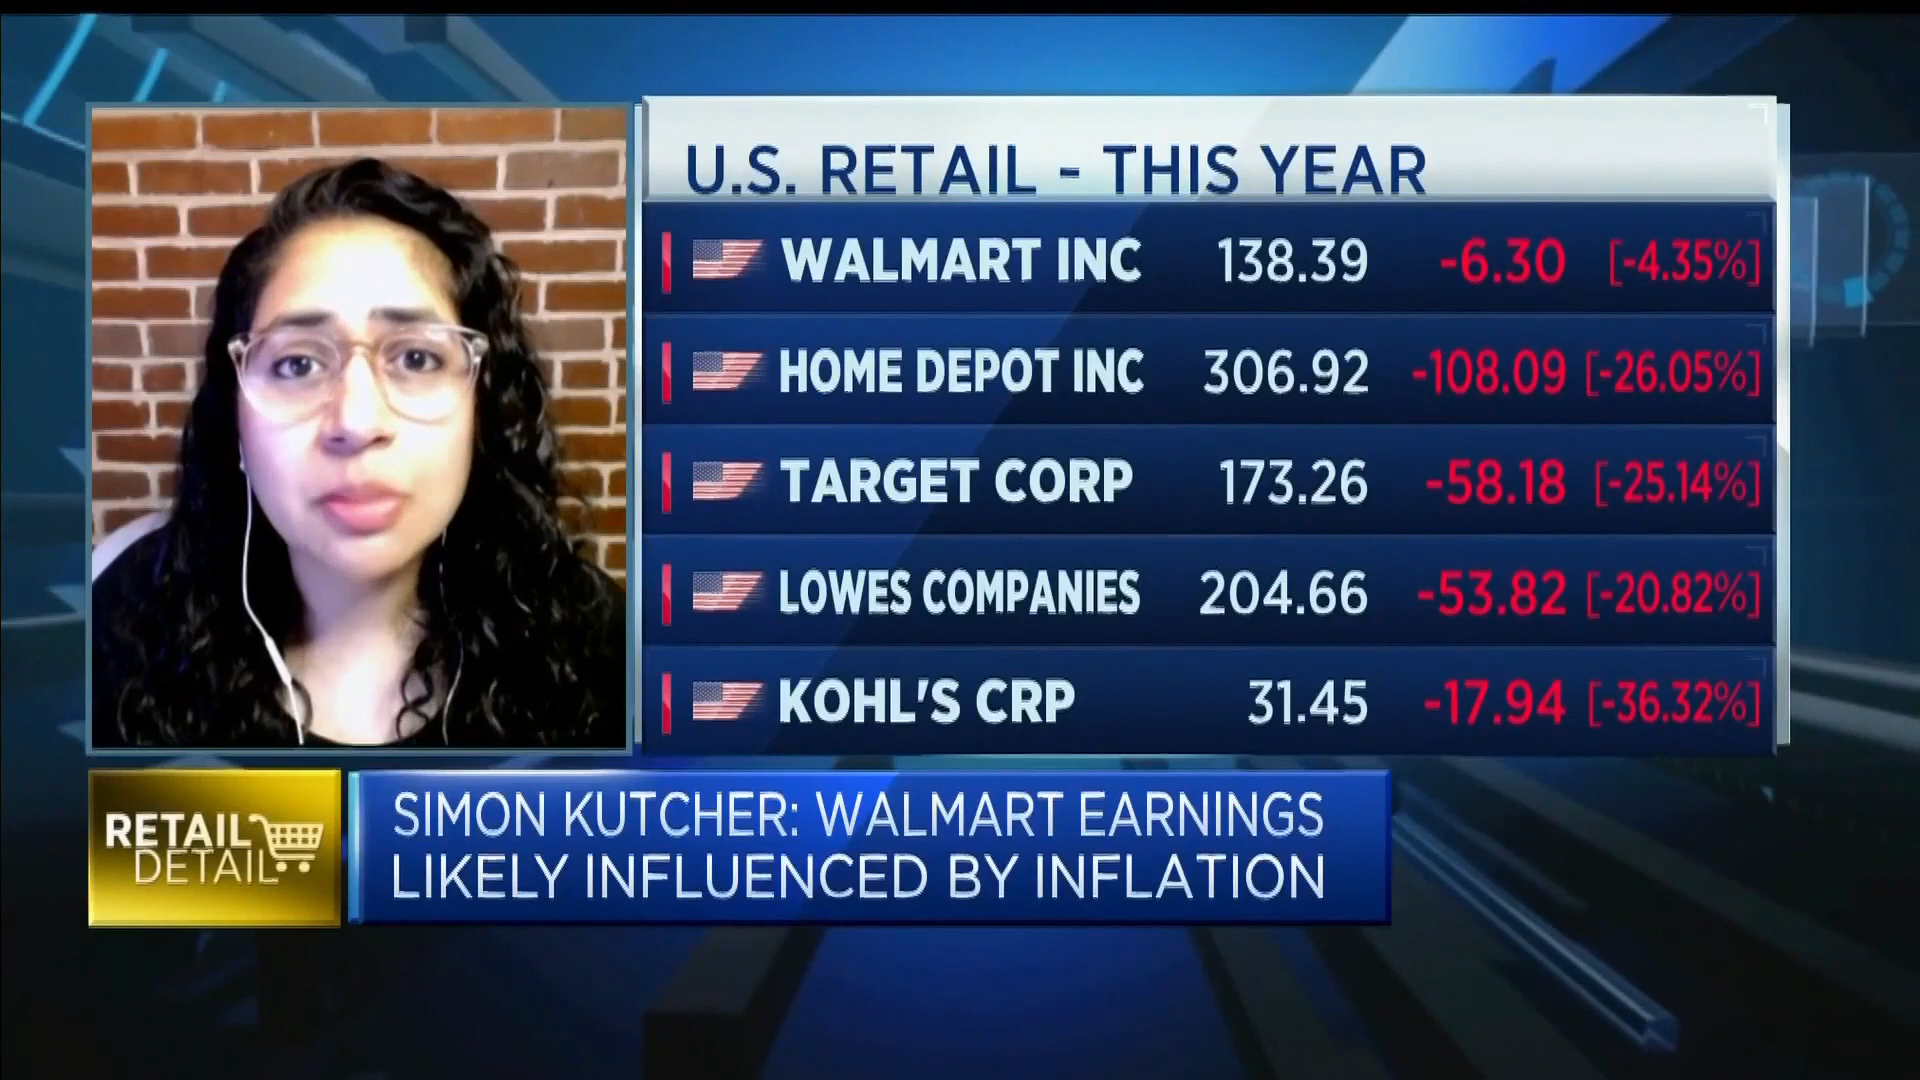 U.S. RETAIL - THIS YEAR
WALMART INC 138.39 -6.30 [-4.35%]
HOME DEPOT INC 306.92 -108.09 [-26.05%]
TARGET CORP 173.26 -58.18 [-25.14%]
LOWES COMPANIES 204.66 -53.82 [-20.82%]
KOHL'S CRP 31.45 -17.94 [-36.32%]
RETAIL
DETAIL
SIMON KUTCHER: WALMART EARNINGS
LIKELY INFLUENCED BY INFLATION